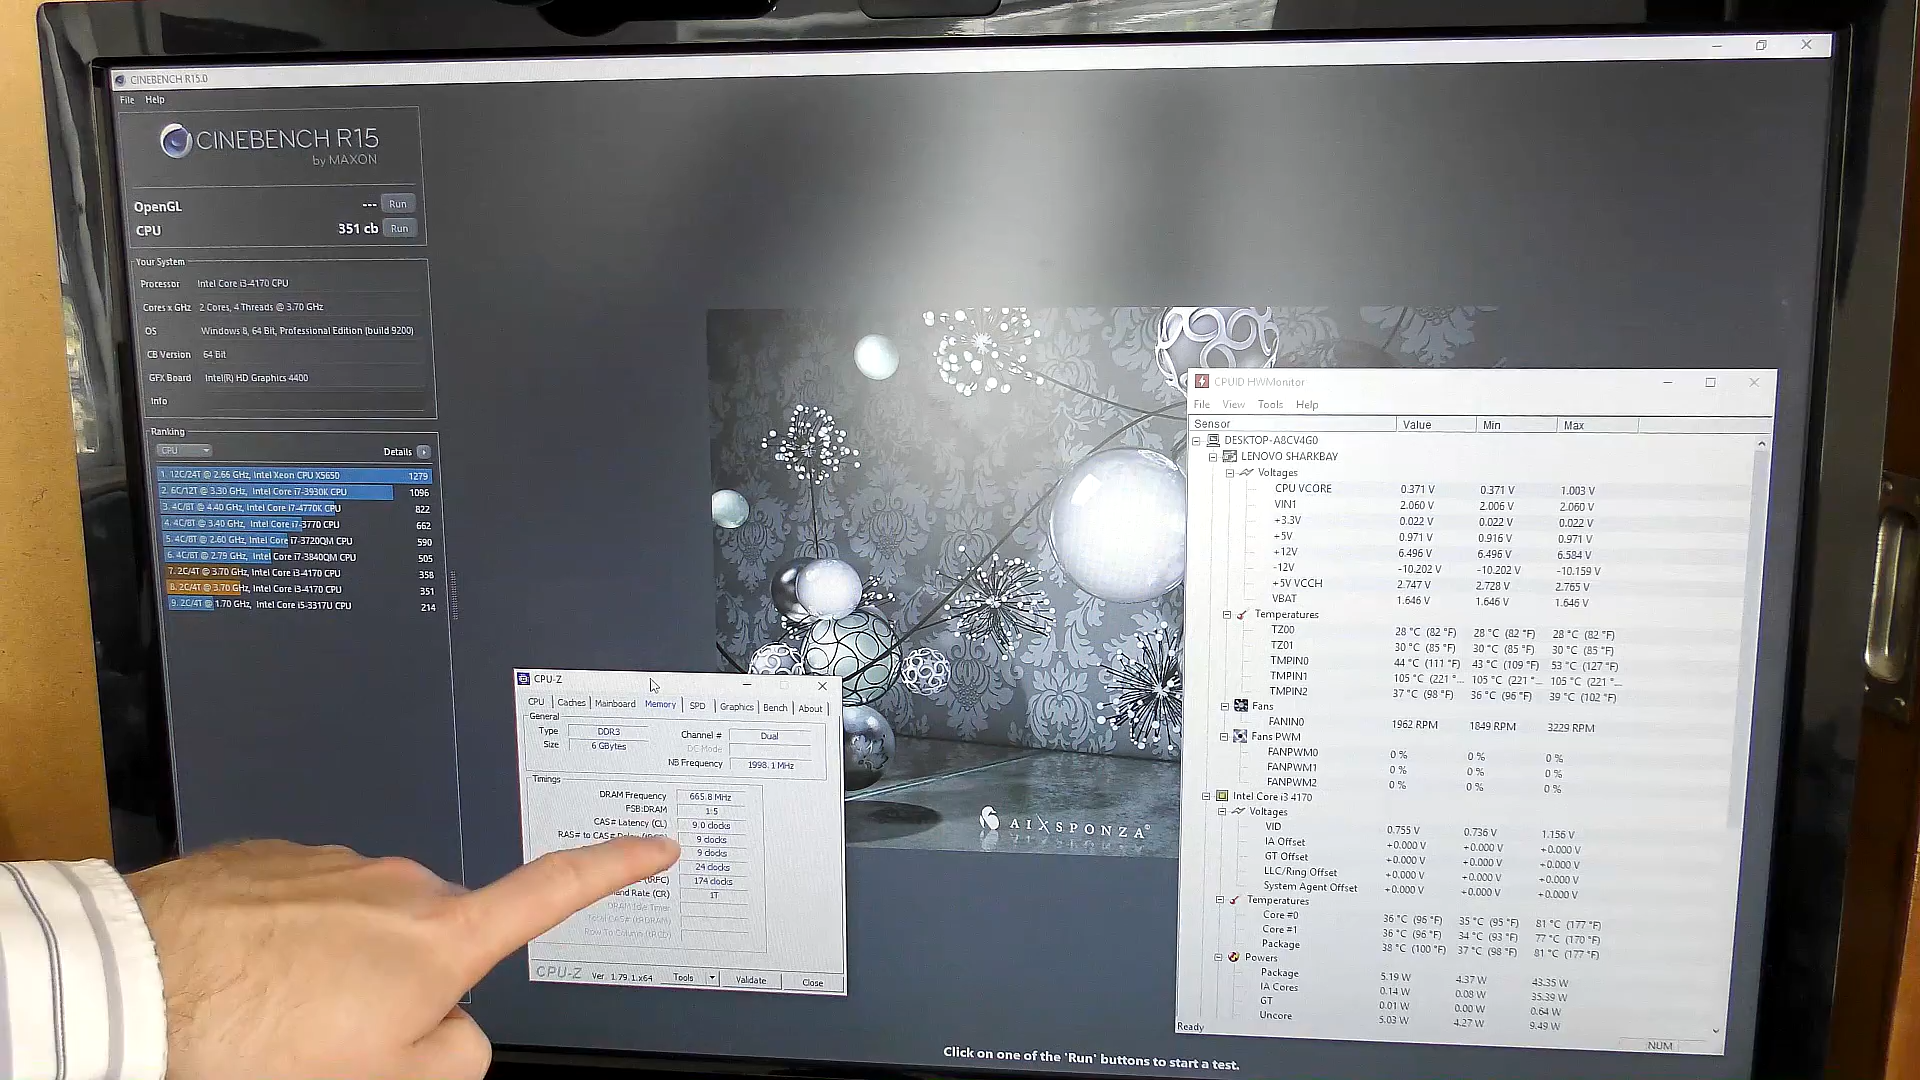 CINEBENCH R15.0
File Help
CINEBENCH R15
by MAXON
OpenGL --- Run
CPU 351 cb Run
Your System
Processor Intel Core i3-4170 CPU
Cores x GHz 2 Cores, 4 Threads @ 3.70 GHz
OS Windows 8, 64 Bit, Professional Edition (build 9200)
CB Version 64 Bit
GFX Board Intel(R) HD Graphics 4400
Info
Ranking
CPU Details
1. 12C/24T @ 2.66 GHz, Intel Xeon CPU X5650 1279
2. 6C/12T @ 3.30 GHz, Intel Core i7-3930K CPU 1096
3. 4C/8T @ 4.40 GHz, Intel Core i7-4770K CPU 822
4. 4C/8T @ 3.40 GHz, Intel Core i7-3770 CPU 662
5. 4C/8T @ 2.60 GHz, Intel Core i7-3720QM CPU 590
6. 4C/8T @ 2.79 GHz, Intel Core i7-3840QM CPU 505
7. 2C/4T @ 3.70 GHz, Intel Core i3-4170 CPU 358
8. 2C/4T @ 3.70 GHz, Intel Core i3-4170 CPU 351
9. 2C/4T @ 1.70 GHz, Intel Core i5-3317U CPU 214
CPU-Z
CPU Caches Mainboard Memory SPD Graphics Bench About
General
Type DDR3 Channel # Dual
Size 6 GBytes DC Mode
NB Frequency 1998.1 MHz
Timings
DRAM Frequency 665.8 MHz
FSB:DRAM 1:5
CAS# Latency (CL) 9.0 clocks
RAS# to CAS# 9 clocks
9 clocks
24 clocks
(tRFC) 174 clocks
Rate (CR) 1T
DRAM Idle Timer
Total CAS# (tRDRAM)
Row To Column (tRCD)
CPU-Z Ver. 1.79.1.x64 Tools Validate Close
AIXSPONZA®
Click on one of the 'Run' buttons to start a test.
CPUID HWMonitor
File View Tools Help
Sensor Value Min Max
DESKTOP-A8CV4G0
LENOVO SHARKBAY
Voltages
CPU VCORE 0.371 V 0.371 V 1.003 V
VIN1 2.060 V 2.006 V 2.060 V
+3.3V 0.022 V 0.022 V 0.022 V
+5V 0.971 V 0.916 V 0.971 V
+12V 6.496 V 6.496 V 6.584 V
-12V -10.202 V -10.202 V -10.159 V
+5V VCCH 2.747 V 2.728 V 2.765 V
VBAT 1.646 V 1.646 V 1.646 V
Temperatures
TZ00 28 °C (82 °F) 28 °C (82 °F) 28 °C (82 °F)
TZ01 30 °C (85 °F) 30 °C (85 °F) 30 °C (85 °F)
TMPIN0 44 °C (111 °F) 43 °C (109 °F) 53 °C (127 °F)
TMPIN1 105 °C (221 °... 105 °C (221 °... 105 °C (221 °...
TMPIN2 37 °C (98 °F) 36 °C (96 °F) 39 °C (102 °F)
Fans
FANIN0 1962 RPM 1849 RPM 3229 RPM
Fans PWM
FANPWM0 0 % 0 % 0 %
FANPWM1 0 % 0 % 0 %
FANPWM2 0 % 0 % 0 %
Intel Core i3 4170
Voltages
VID 0.755 V 0.736 V 1.156 V
IA Offset +0.000 V +0.000 V +0.000 V
GT Offset +0.000 V +0.000 V +0.000 V
LLC/Ring Offset +0.000 V +0.000 V +0.000 V
System Agent Offset +0.000 V +0.000 V +0.000 V
Temperatures
Core #0 36 °C (96 °F) 35 °C (95 °F) 81 °C (177 °F)
Core #1 36 °C (96 °F) 34 °C (93 °F) 77 °C (170 °F)
Package 38 °C (100 °F) 37 °C (98 °F) 81 °C (177 °F)
Powers
Package 5.19 W 4.37 W 43.35 W
IA Cores 0.14 W 0.08 W 35.39 W
GT 0.01 W 0.00 W 0.64 W
Uncore 5.03 W 4.27 W 9.49 W
Ready NUM